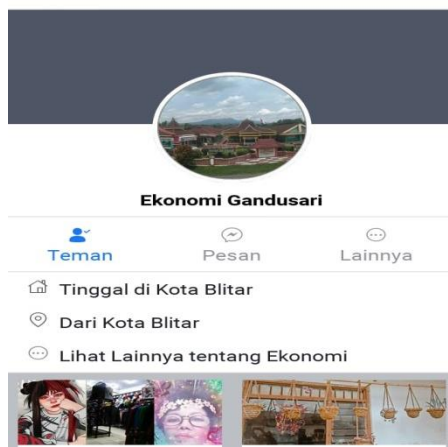 Ekonomi Gandusari
Teman Pesan Lainnya
Tinggal di Kota Blitar
Dari Kota Blitar
Lihat Lainnya tentang Ekonomi